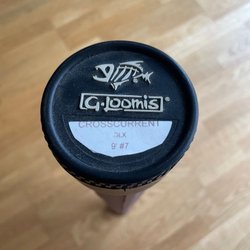 G.Loomis®
CROSSCURRENT
GLX
9' #7